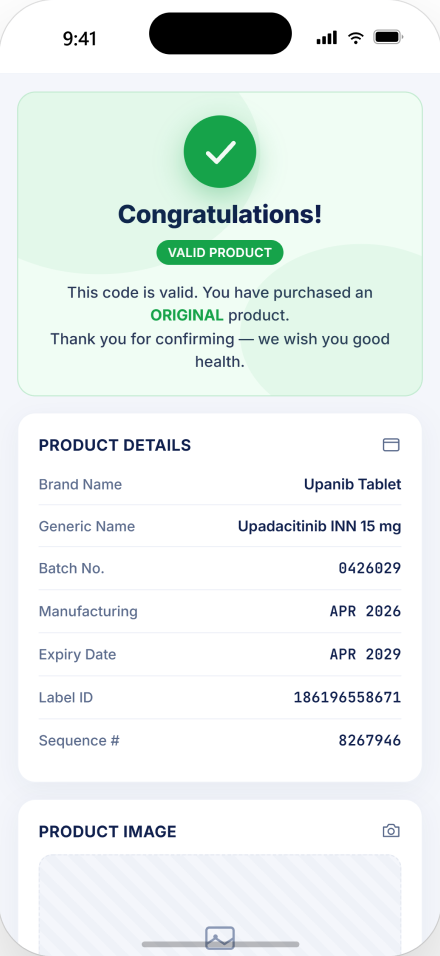 9:41
Congratulations!
VALID PRODUCT
This code is valid. You have purchased an
ORIGINAL product.
Thank you for confirming — we wish you good
health.
PRODUCT DETAILS
Brand Name Upanib Tablet
Generic Name Upadacitinib INN 15 mg
Batch No. 0426029
Manufacturing APR 2026
Expiry Date APR 2029
Label ID 186196558671
Sequence # 8267946
PRODUCT IMAGE